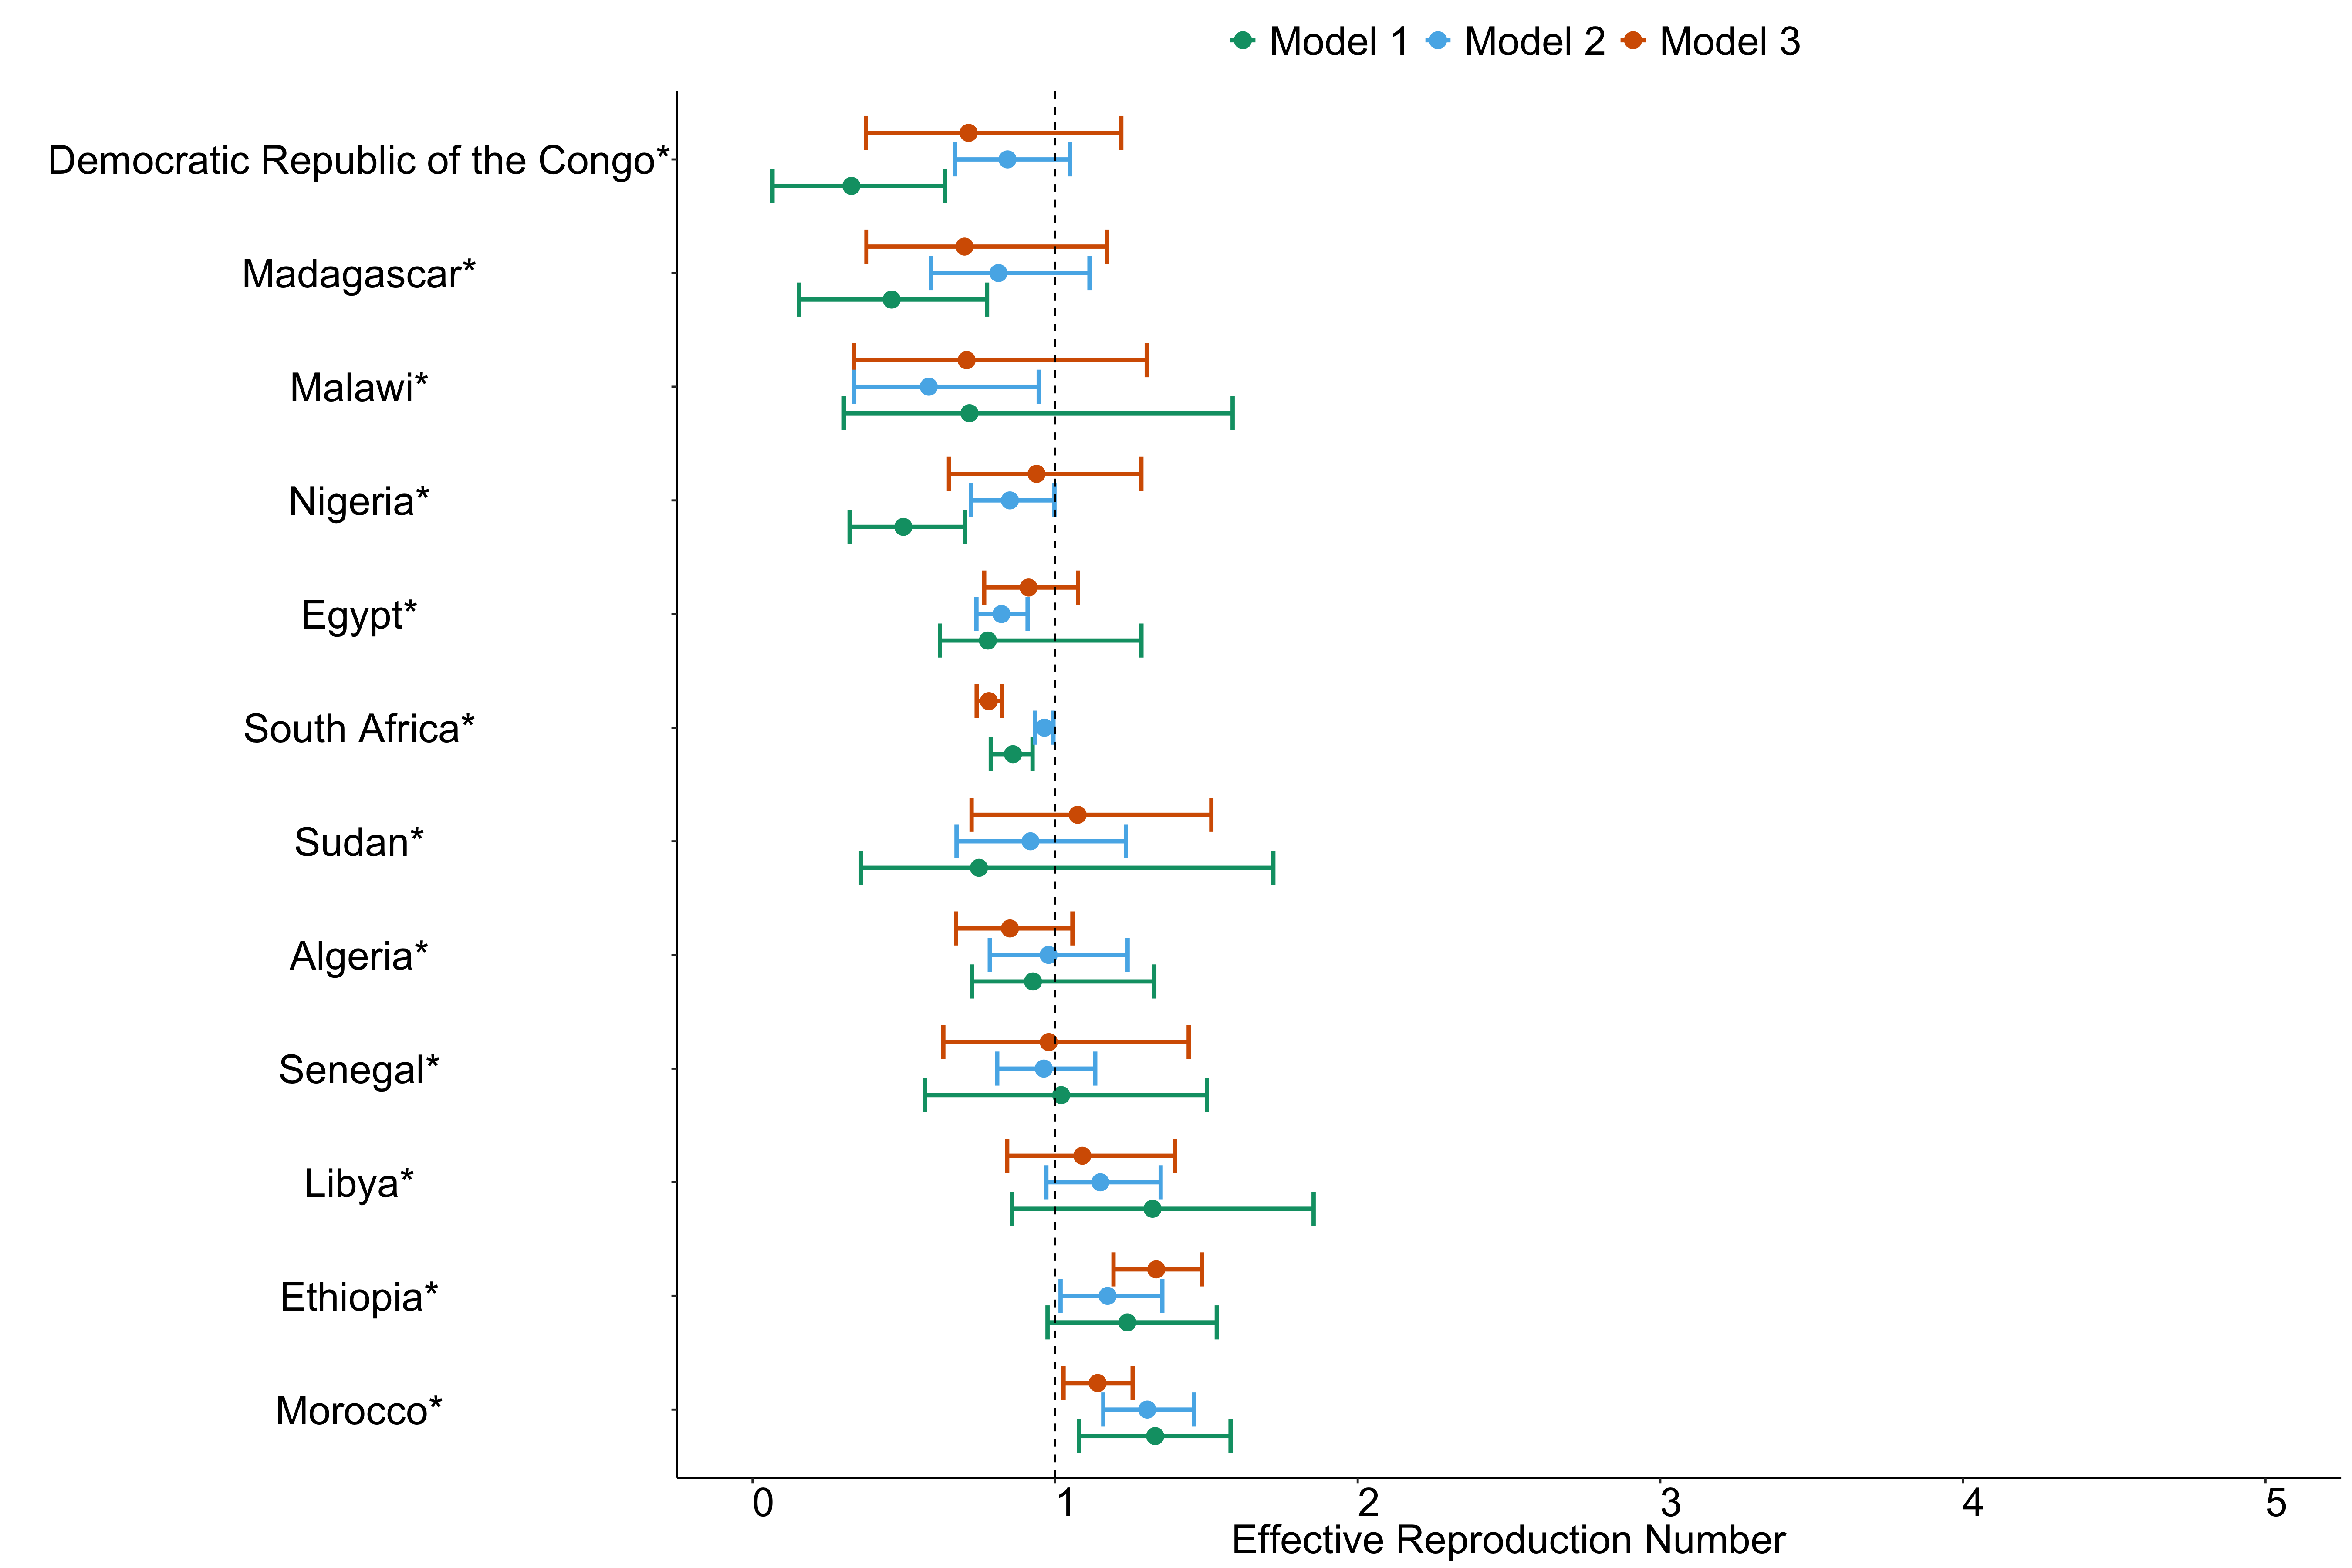 Model 1 Model 2 Model 3
Democratic Republic of the Congo*
Madagascar*
Malawi*
Nigeria*
Egypt*
South Africa*
Sudan*
Algeria*
Senegal*
Libya*
Ethiopia*
Morocco*
0 1 2 3 4 5
Effective Reproduction Number